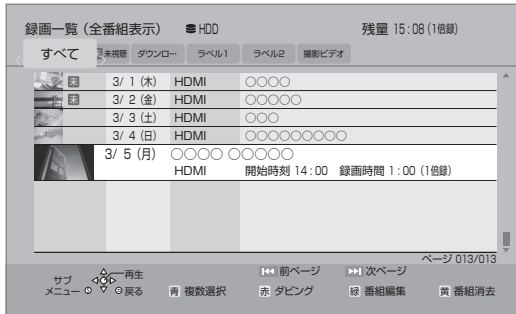 録画一覧 (全番組表示) HDD 残量 15:08 (1倍録)
すべて 未視聴 ダウンロ… ラベル1 ラベル2 撮影ビデオ
未 3/ 1 (木) HDMI ○○○○
未 3/ 2 (金) HDMI ○○○○○
3/ 3 (土) HDMI ○○○
3/ 4 (日) HDMI ○○○○○○○○○
3/ 5 (月) ○○○○ ○○○○○
HDMI 開始時刻 14:00 録画時間 1:00 (1倍録)
ページ 013/013
再生 前ページ 次ページ
サブ
メニュー 戻る 青 複数選択 赤 ダビング 緑 番組編集 黄 番組消去